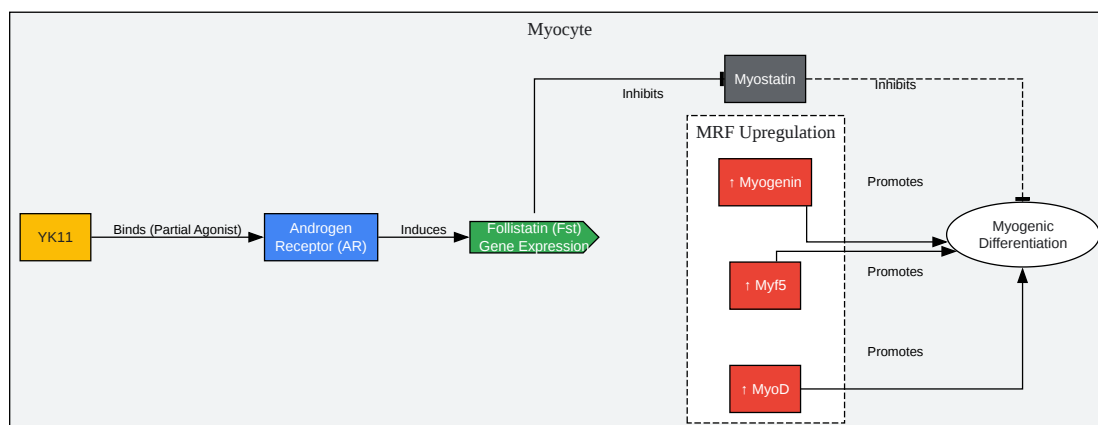 Myocyte
Myostatin
Inhibits
Inhibits
MRF Upregulation
↑ Myogenin
Promotes
YK11
Binds (Partial Agonist)
Androgen
Receptor (AR)
Induces
Follistatin (Fst)
Gene Expression
Myogenic
Differentiation
↑ Myf5
Promotes
Promotes
↑ MyoD